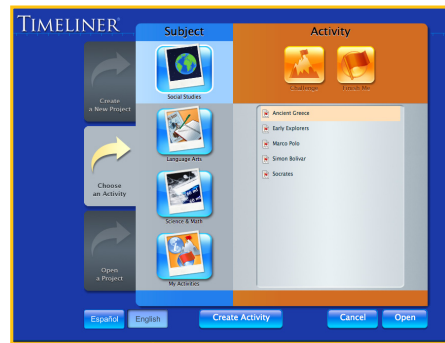 TIMELINER®
Subject
Activity
Create
a New Project
Social Studies
Challenge
Finish Me
Choose
an Activity
Language Arts
Ancient Greece
Early Explorers
Marco Polo
Simon Bolivar
Socrates
Science & Math
Open
a Project
My Activities
Español
English
Create Activity
Cancel
Open